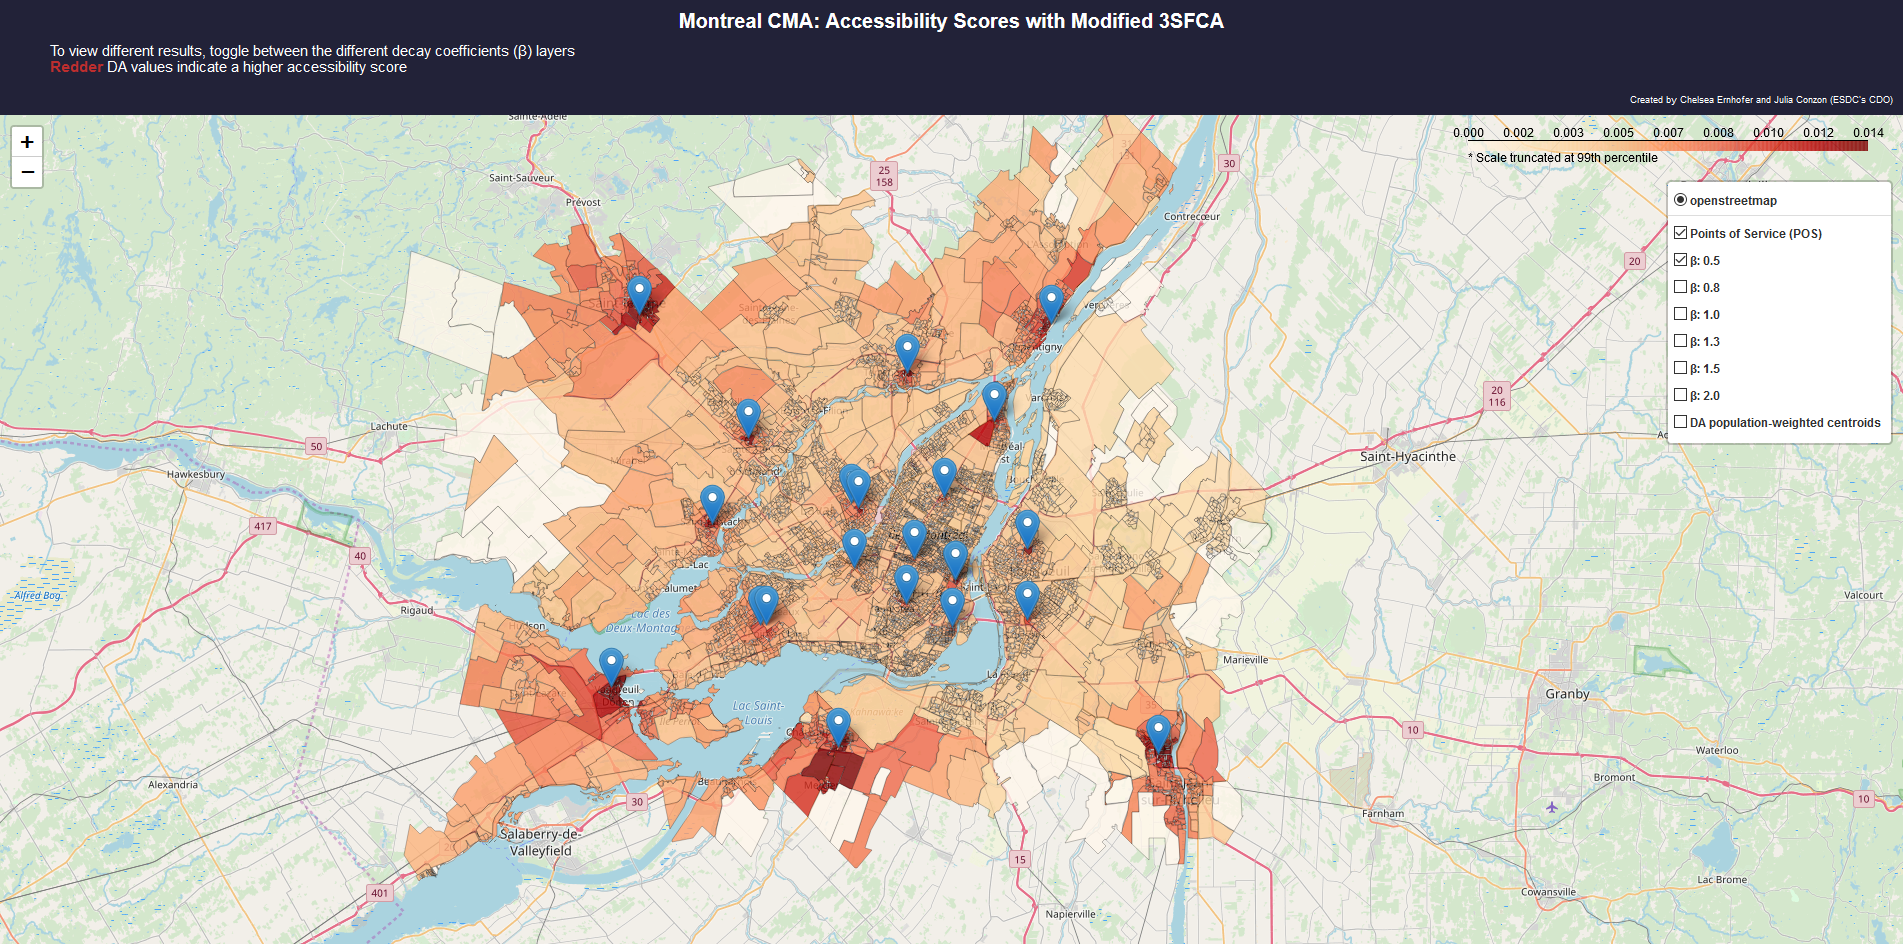 Montreal CMA: Accessibility Scores with Modified 3SFCA
To view different results, toggle between the different decay coefficients (β) layers
Redder DA values indicate a higher accessibility score
Created by Chelsea Ernhofer and Julia Conzon (ESDC's CDO)
+
−
0.000 0.002 0.003 0.005 0.007 0.008 0.010 0.012 0.014
* Scale truncated at 99th percentile
openstreetmap
Points of Service (POS)
β: 0.5
β: 0.8
β: 1.0
β: 1.3
β: 1.5
β: 2.0
DA population-weighted centroids
Sainte-Adèle
Saint-Sauveur
Prévost
25
158
30
Contrecœur
20
20
116
Saint-Hyacinthe
Lachute
50
Hawkesbury
417
40
Alfred Bog
Rigaud
Hudson
Lac des
Deux-Montag
Lac Saint-
Louis
Marieville
Granby
Valcourt
10
Waterloo
Bromont
10
Farnham
Alexandria
30
Salaberry-de-
Valleyfield
401
15
Napierville
Cowansville
Lac Brome
35